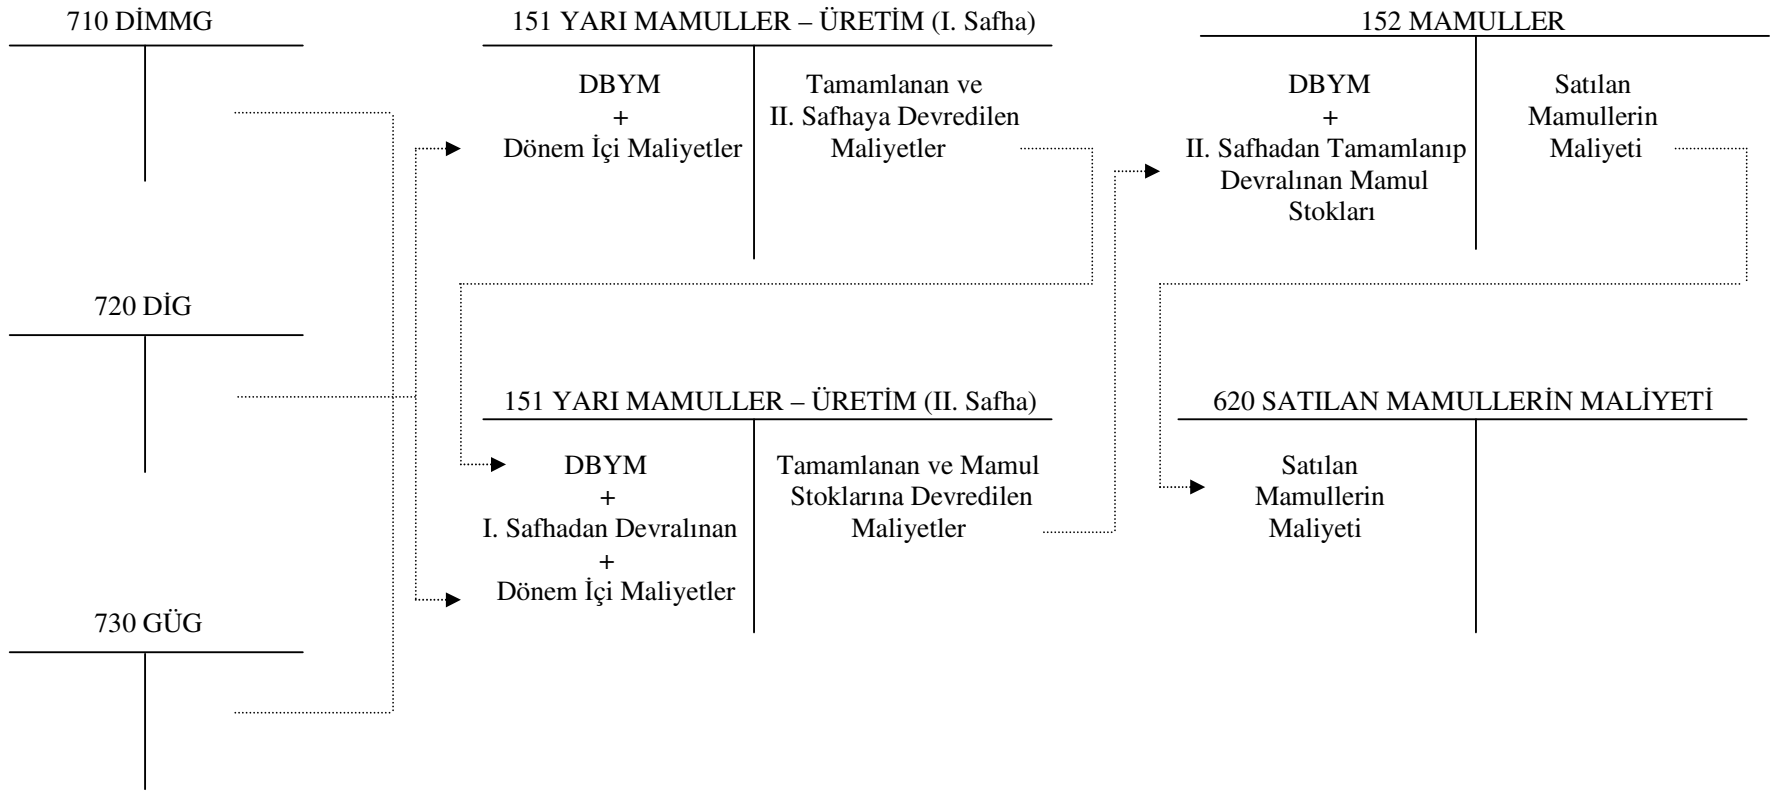 710 DİMMG
720 DİG
730 GÜG
151 YARI MAMULLER – ÜRETİM (I. Safha)
DBYM
+
Dönem İçi Maliyetler
Tamamlanan ve
II. Safhaya Devredilen
Maliyetler
151 YARI MAMULLER – ÜRETİM (II. Safha)
DBYM
+
I. Safhadan Devralınan
+
Dönem İçi Maliyetler
Tamamlanan ve Mamul
Stoklarına Devredilen
Maliyetler
152 MAMULLER
DBYM
+
II. Safhadan Tamamlanıp
Devralınan Mamul
Stokları
Satılan
Mamullerin
Maliyeti
620 SATILAN MAMULLERİN MALİYETİ
Satılan
Mamullerin
Maliyeti